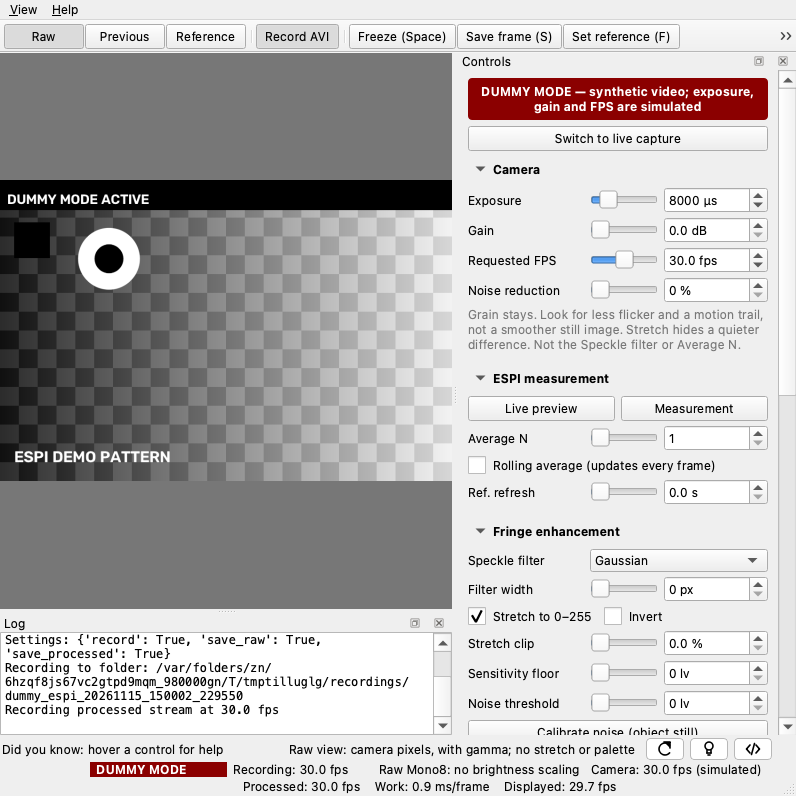 View Help
Raw Previous Reference Record AVI Freeze (Space) Save frame (S) Set reference (F) »
Controls
DUMMY MODE — synthetic video; exposure,
gain and FPS are simulated
Switch to live capture
Camera
Exposure 8000 µs
Gain 0.0 dB
Requested FPS 30.0 fps
Noise reduction 0 %
Grain stays. Look for less flicker and a motion trail,
not a smoother still image. Stretch hides a quieter
difference. Not the Speckle filter or Average N.
ESPI measurement
Live preview Measurement
Average N 1
Rolling average (updates every frame)
Ref. refresh 0.0 s
Fringe enhancement
Speckle filter Gaussian
Filter width 0 px
Stretch to 0–255 Invert
Stretch clip 0.0 %
Sensitivity floor 0 lv
Noise threshold 0 lv
Calibrate noise (object still)
DUMMY MODE ACTIVE
ESPI DEMO PATTERN
Log
Settings: {'record': True, 'save_raw': True,
'save_processed': True}
Recording to folder: /var/folders/zn/
6hzqf8js67vc2gtpd9mqm_980000gn/T/tmptilluglg/recordings/
dummy_espi_20261115_150002_229550
Recording processed stream at 30.0 fps
Did you know: hover a control for help Raw view: camera pixels, with gamma; no stretch or palette
DUMMY MODE Recording: 30.0 fps Raw Mono8: no brightness scaling Camera: 30.0 fps (simulated)
Processed: 30.0 fps Work: 0.9 ms/frame Displayed: 29.7 fps